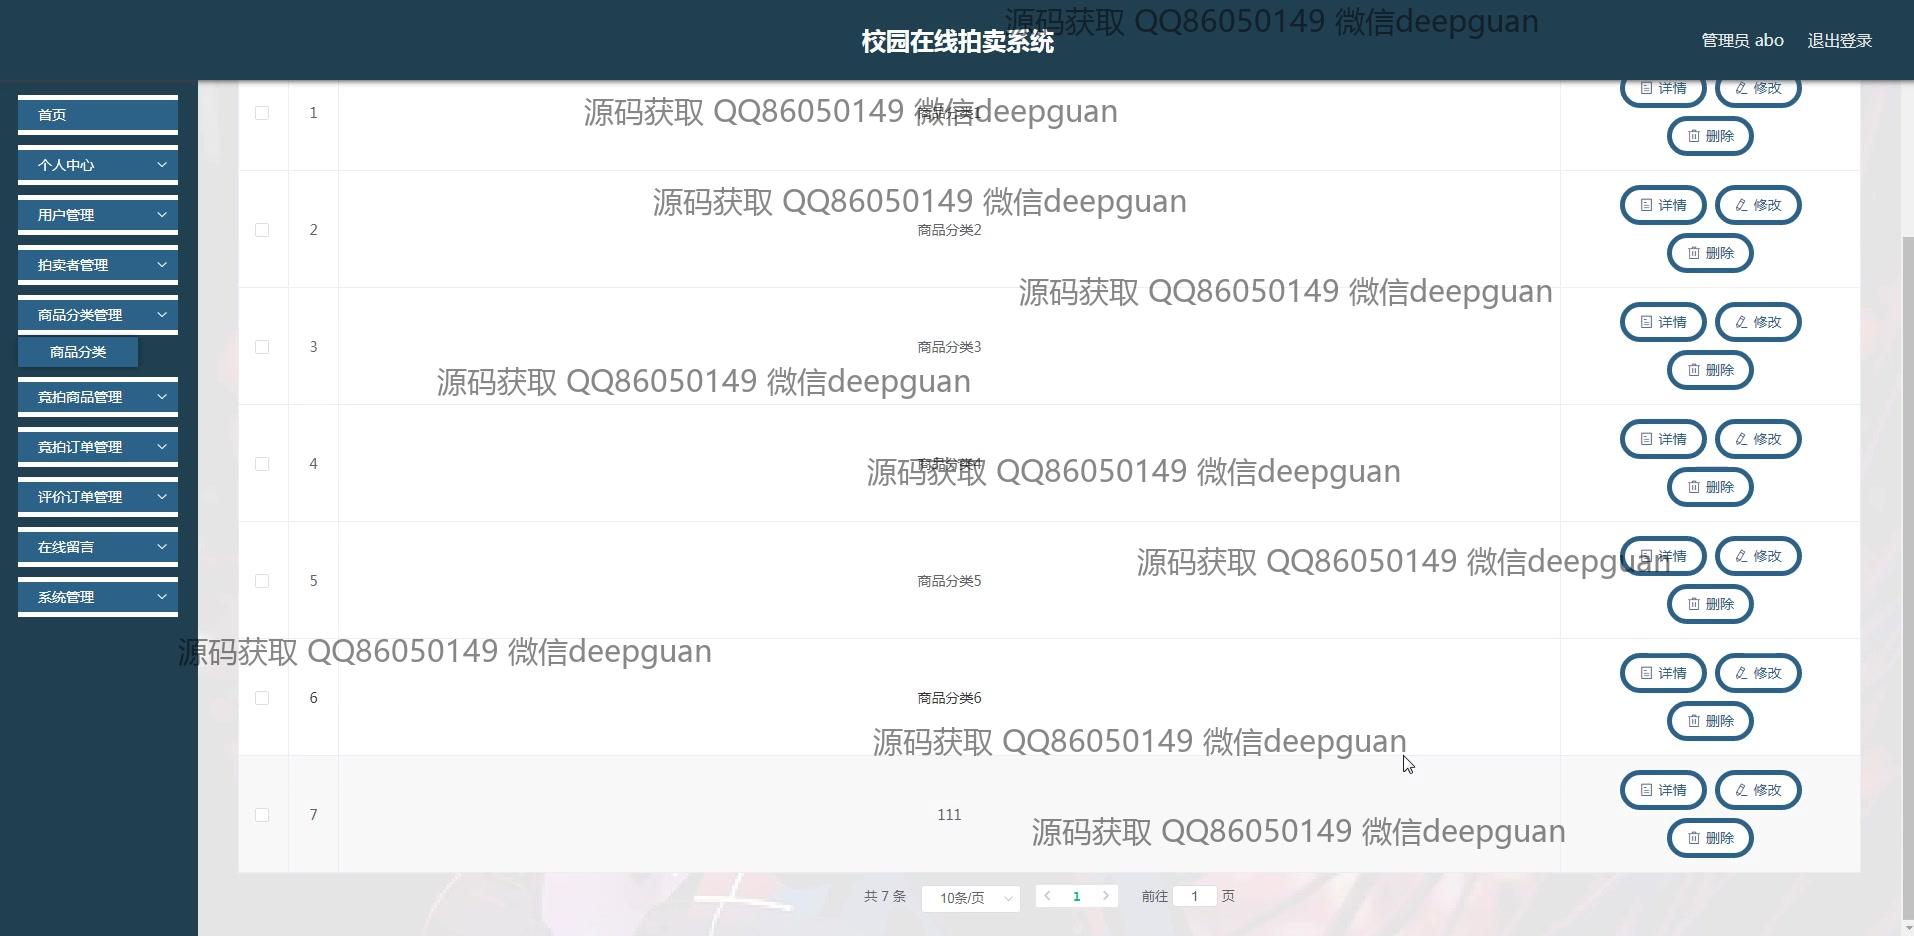 校园在线拍卖系统
源码获取 QQ86050149 微信deepguan
管理员 abo
退出登录
首页
个人中心
用户管理
拍卖者管理
商品分类管理
商品分类
竞拍商品管理
竞拍订单管理
评价订单管理
在线留言
系统管理
1
商品分类1
源码获取 QQ86050149 微信deepguan
详情
修改
删除
源码获取 QQ86050149 微信deepguan
2
商品分类2
详情
修改
删除
源码获取 QQ86050149 微信deepguan
3
商品分类3
详情
修改
删除
源码获取 QQ86050149 微信deepguan
4
商品分类4
详情
修改
删除
源码获取 QQ86050149 微信deepguan
源码获取 QQ86050149 微信deepguan
5
商品分类5
详情
修改
删除
源码获取 QQ86050149 微信deepguan
6
商品分类6
详情
修改
删除
源码获取 QQ86050149 微信deepguan
7
111
详情
修改
删除
源码获取 QQ86050149 微信deepguan
共 7 条
10条/页
1
前往 1 页